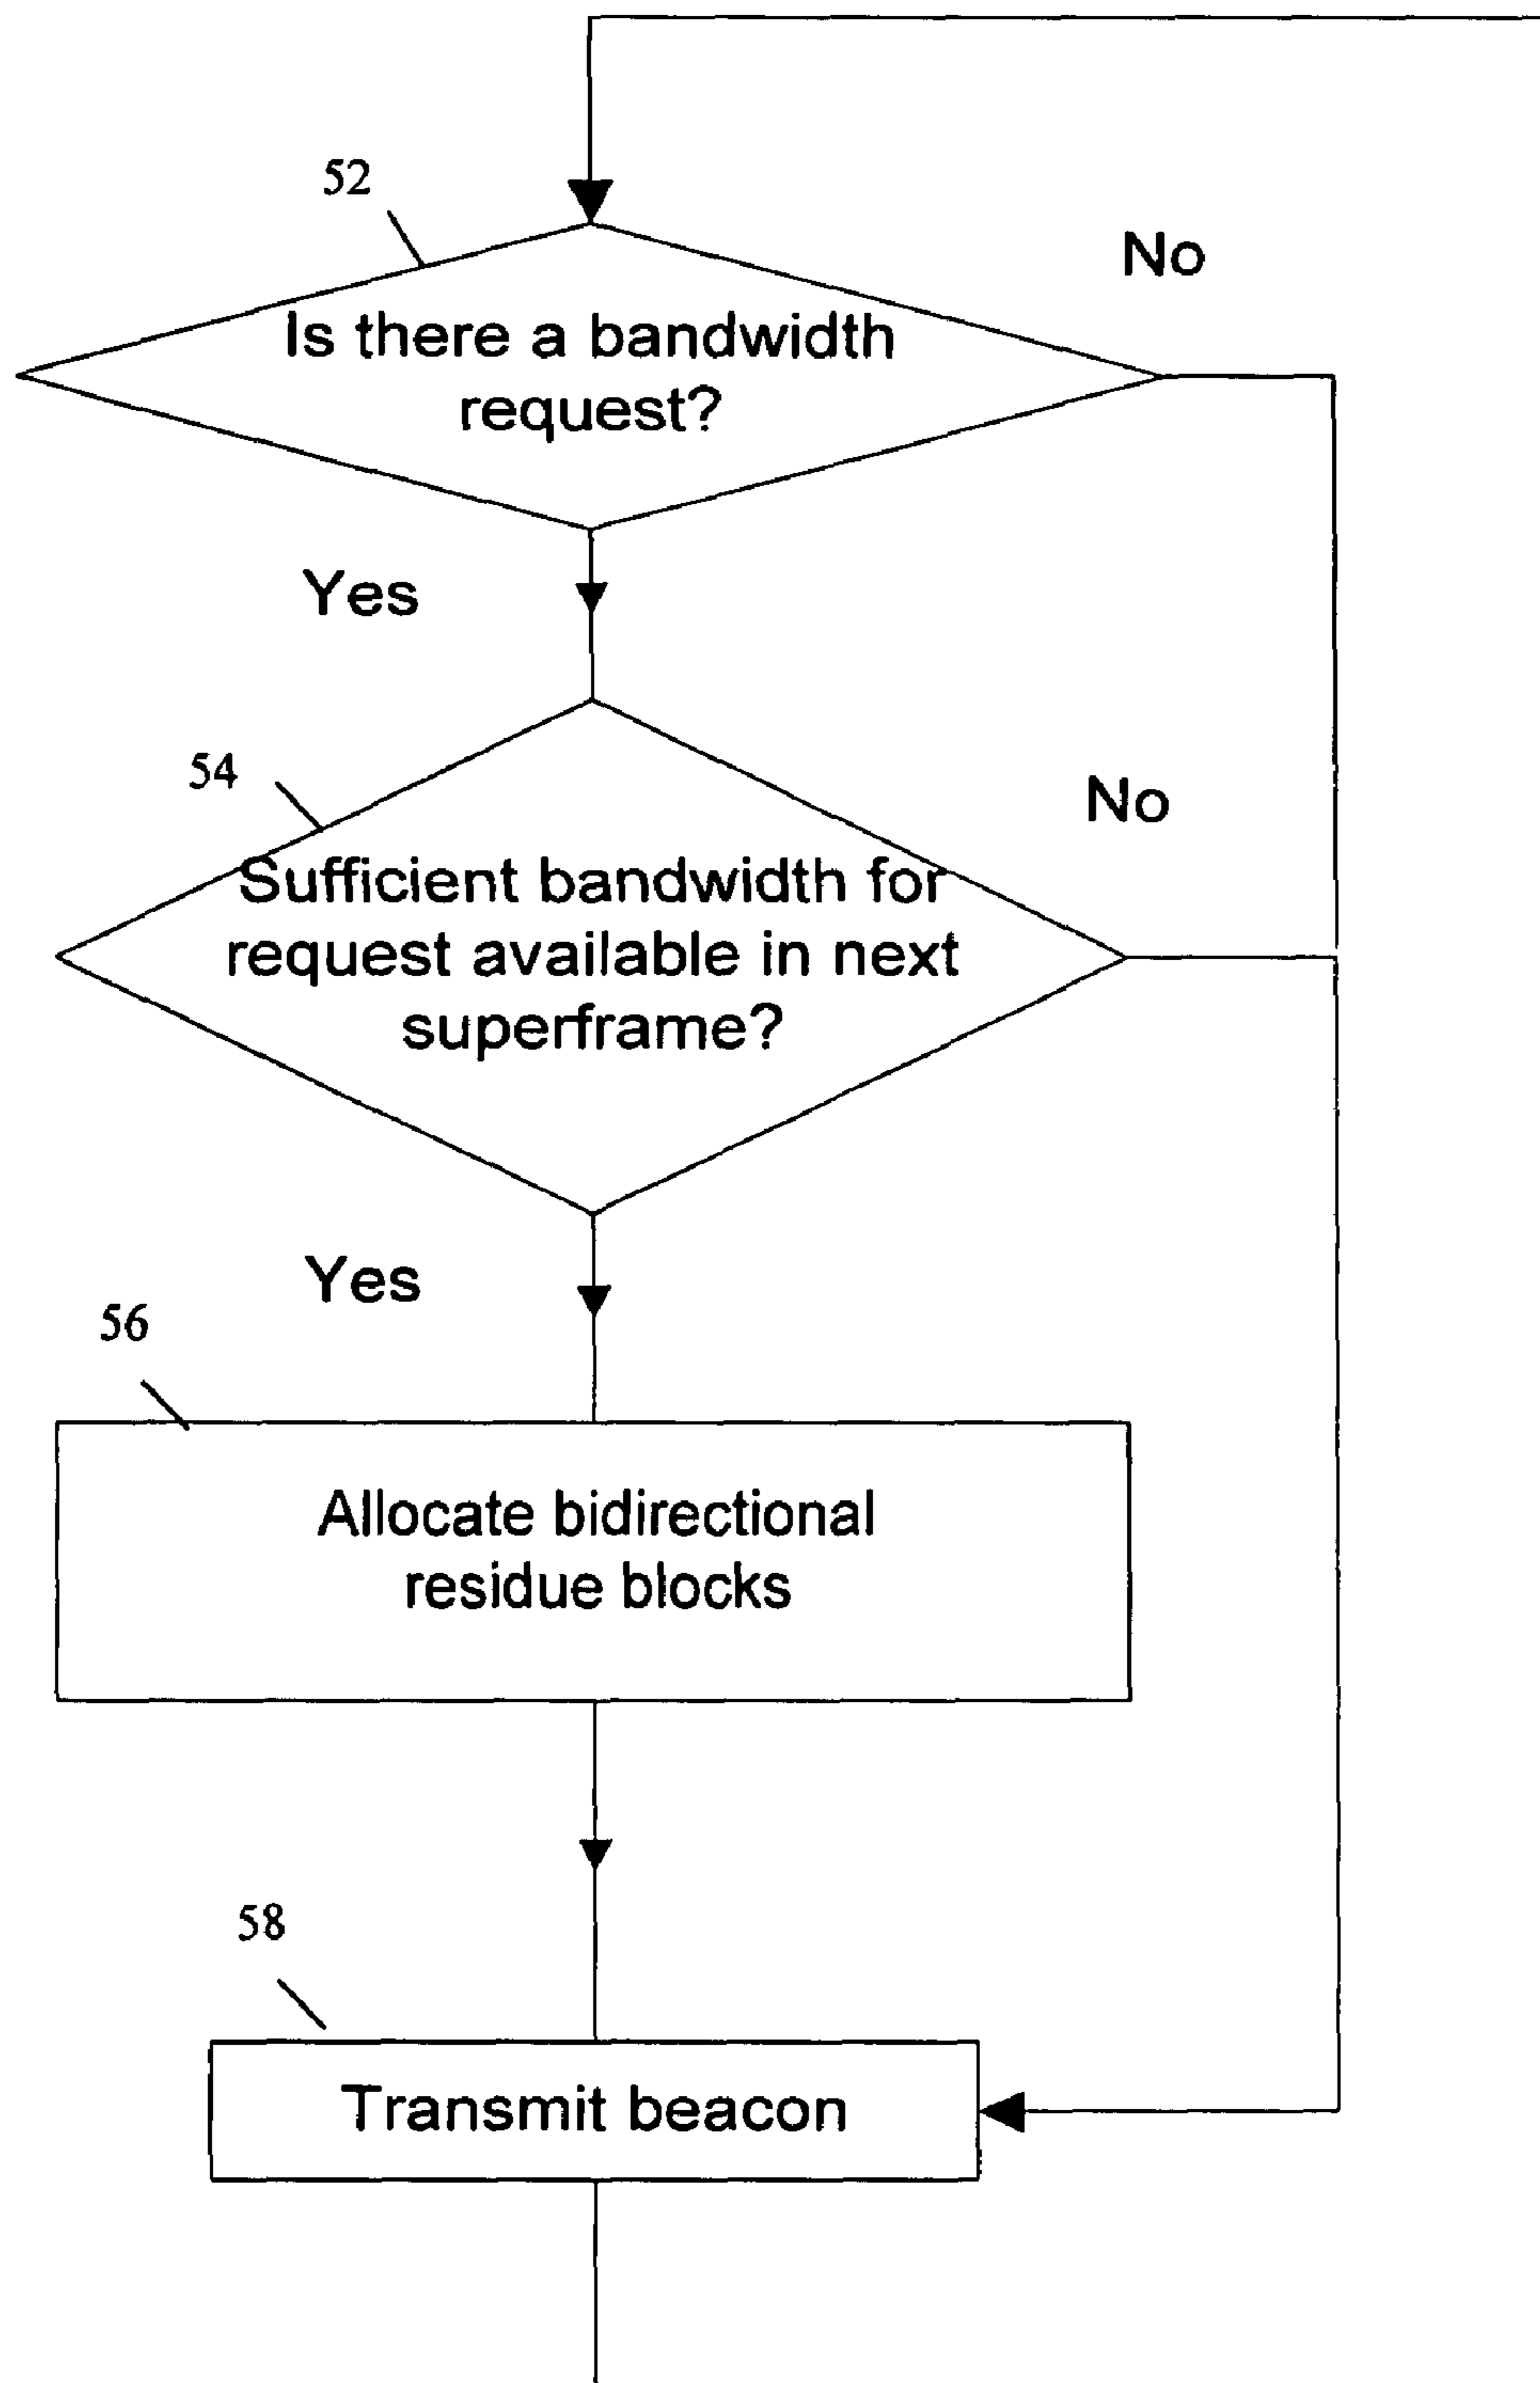 52
No
Is there a bandwidth
request?
Yes
54
No
Sufficient bandwidth for
request available in next
superframe?
Yes
56
Allocate bidirectional
residue blocks
58
Transmit beacon